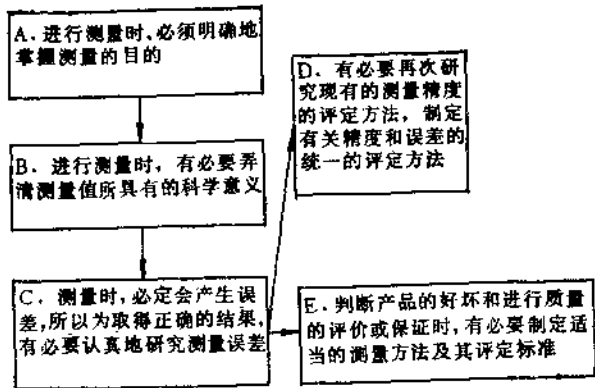 A．进行测量时、必须明确地
掌握测量的目的
B．进行测量时，有必要弄
清测量值所具有的科学意义
C．测量时，必定会产生误
差，所以为取得正确的结果，
有必要认真地研究测量误差
D．有必要再次研
究现有的测量精度
的评定方法，制定
有关精度和误差的
统一的评定方法
E．判断产品的好坏和进行质量
的评价或保证时，有必要制定适
当的测量方法及其评定标准